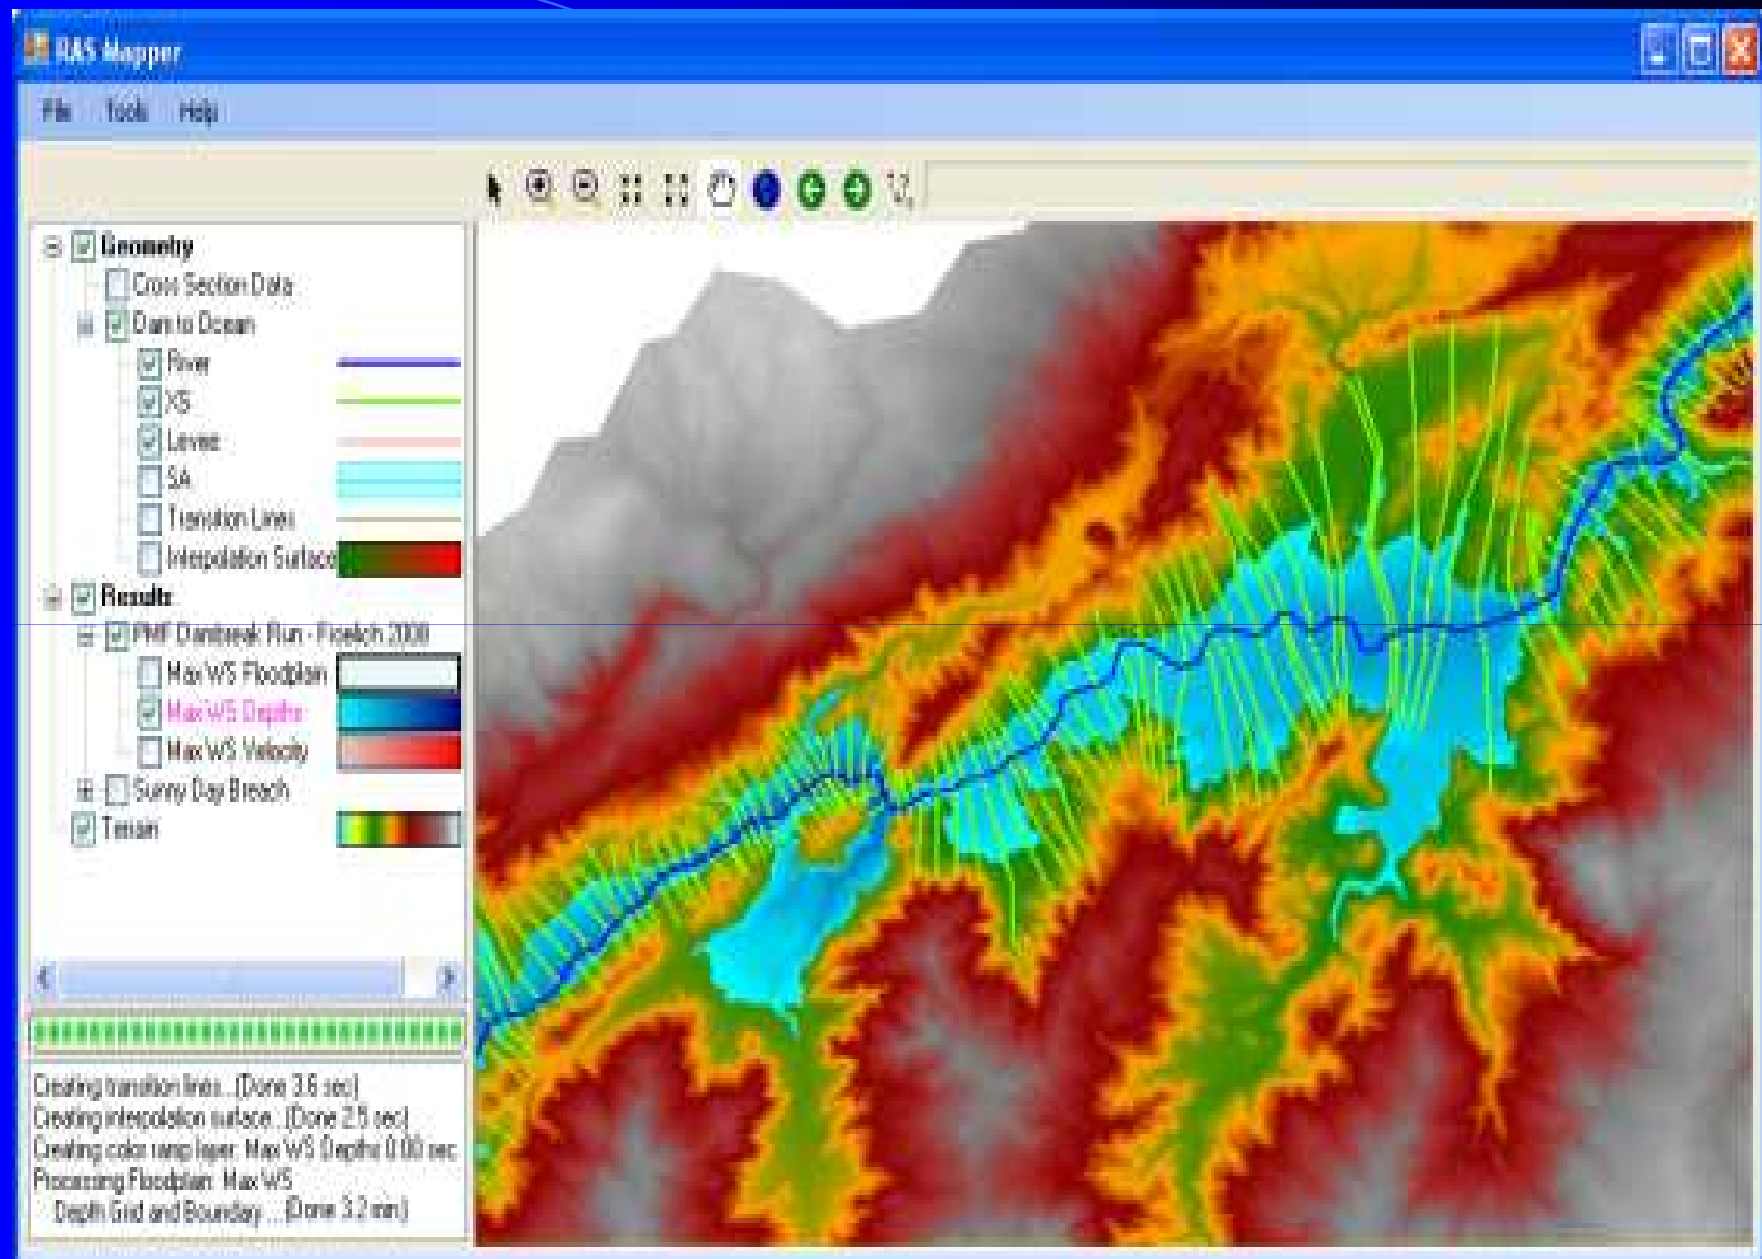 RAS Mapper
File Tools Help
Geometry
Cross Section Data
Dam to Ocean
River
XS
Levee
SA
Transition Lines
Interpolation Surface
Results
PMF Dambreak Run - 2008
Max WS Floodplain
Max WS Depths
Max WS Velocity
Sunny Day Breach
Terrain
Creating transition lines...(Done 3.6 sec)
Creating interpolation surface...(Done 2.5 sec)
Creating color ramp layer: Max WS Depths 0.00 sec
Processing Floodplain: Max WS
Depth Grid and Boundary ...(Done 3.2 min)